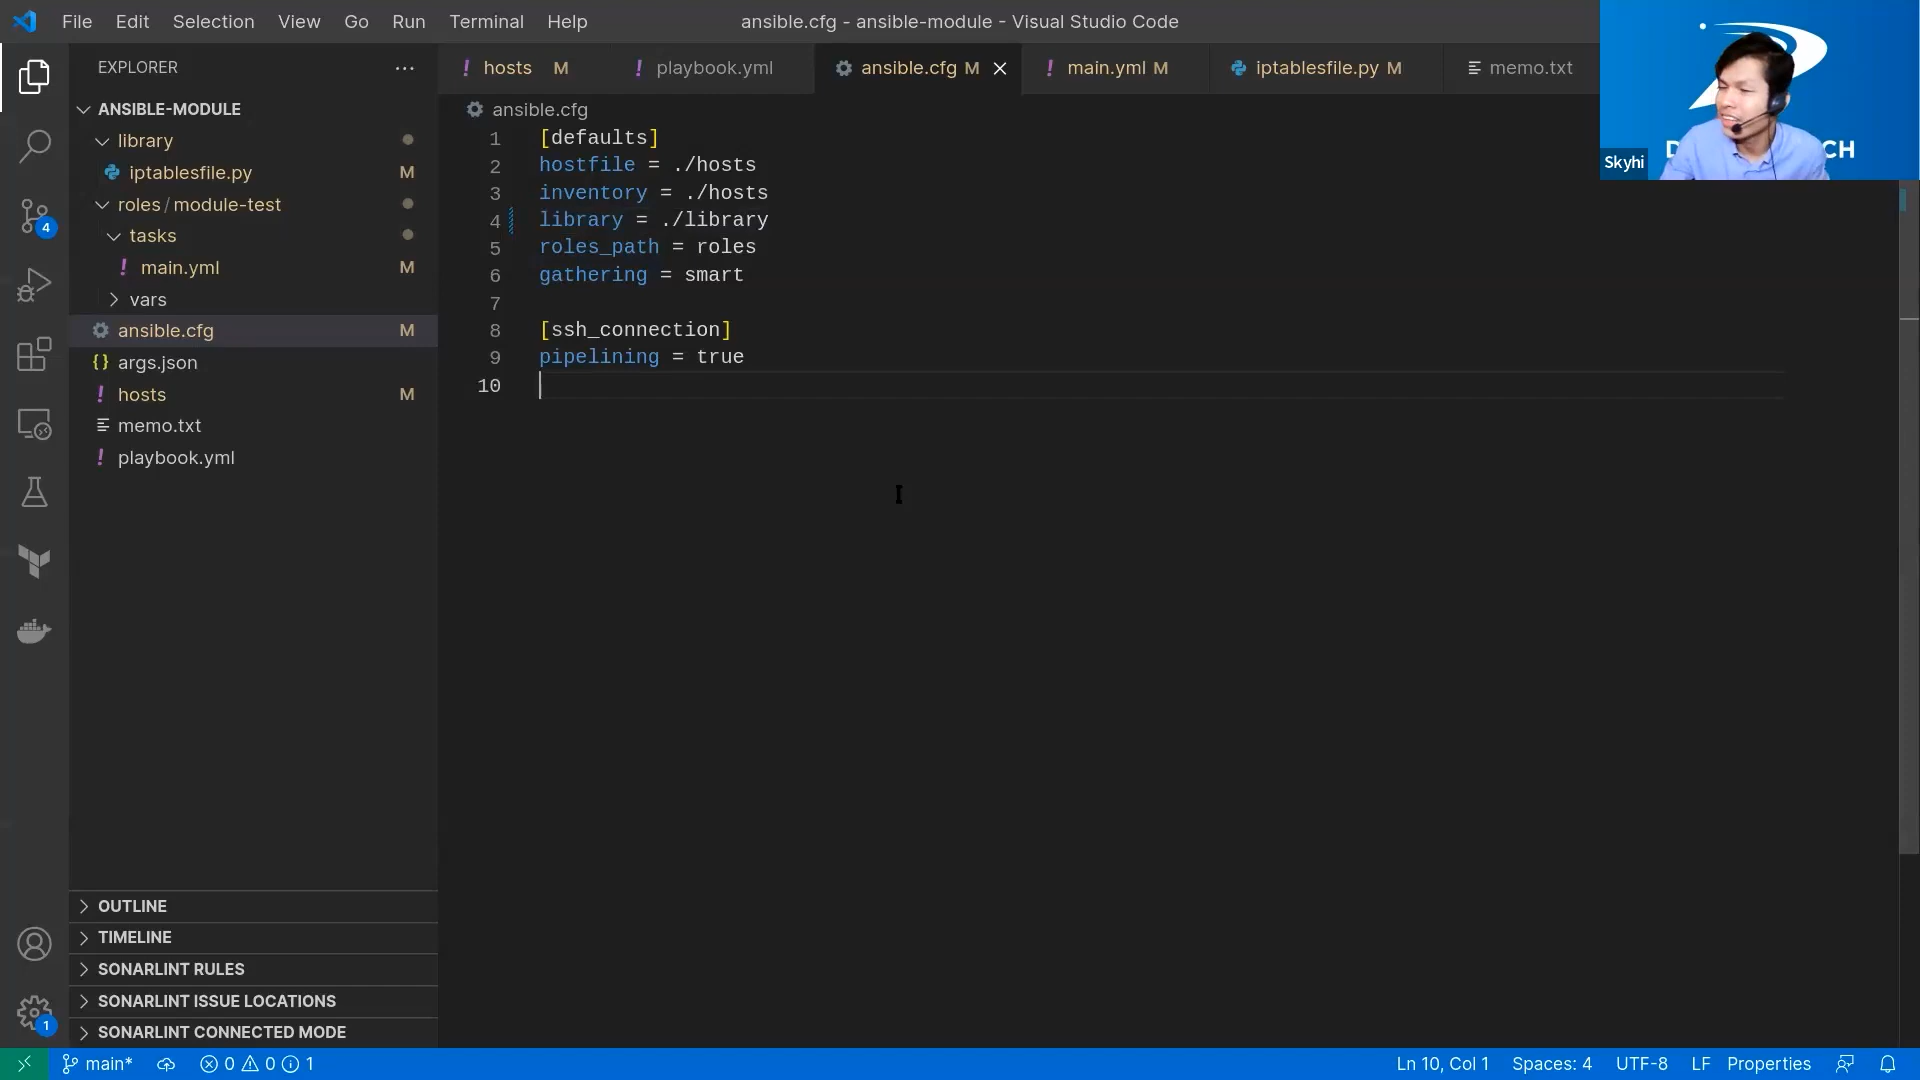 File Edit Selection View Go Run Terminal Help
ansible.cfg - ansible-module - Visual Studio Code
EXPLORER
ANSIBLE-MODULE
library
iptablesfile.py M
roles / module-test
tasks
main.yml M
vars
ansible.cfg M
args.json
hosts M
memo.txt
playbook.yml
OUTLINE
TIMELINE
SONARLINT RULES
SONARLINT ISSUE LOCATIONS
SONARLINT CONNECTED MODE
4
1
hosts M playbook.yml ansible.cfg M main.yml M iptablesfile.py M memo.txt
ansible.cfg
1 [defaults]
2 hostfile = ./hosts
3 inventory = ./hosts
4 library = ./library
5 roles_path = roles
6 gathering = smart
7
8 [ssh_connection]
9 pipelining = true
10
Skyhi
D CH
main* 0 0 1
Ln 10, Col 1 Spaces: 4 UTF-8 LF Properties